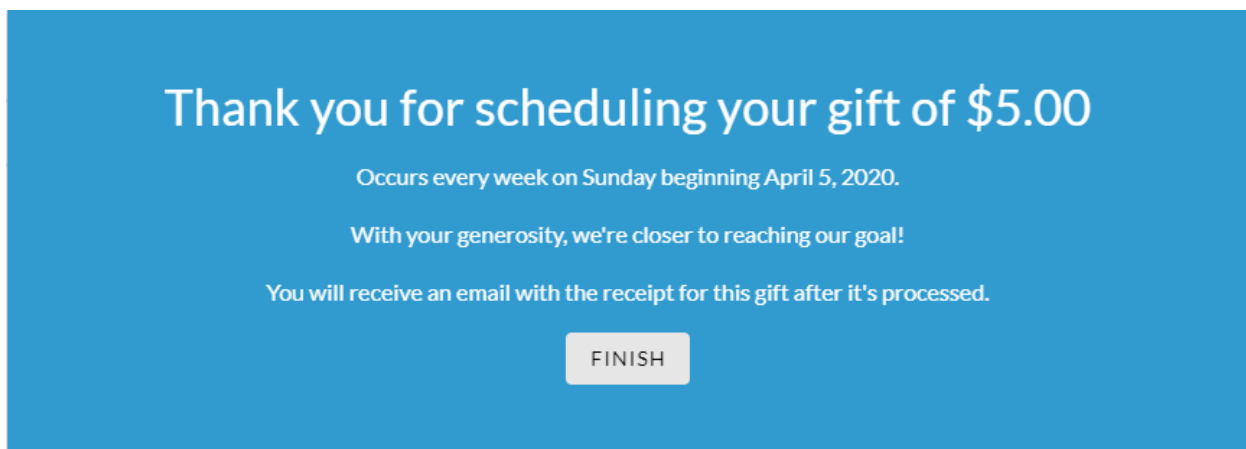 Thank you for scheduling your gift of $5.00
Occurs every week on Sunday beginning April 5, 2020.
With your generosity, we're closer to reaching our goal!
You will receive an email with the receipt for this gift after it's processed.
FINISH